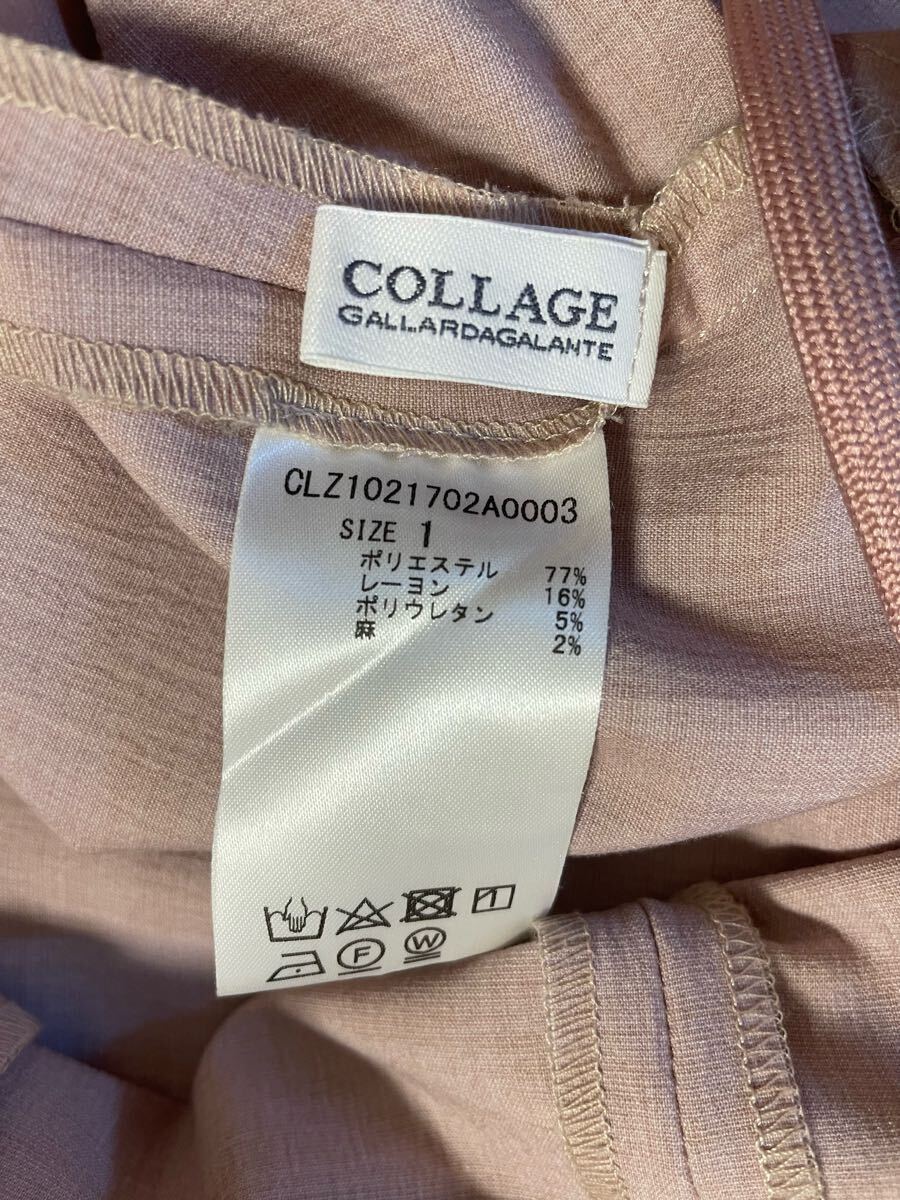 COLLAGE
GALLARDAGALANTE
CLZ1021702A0003
SIZE 1
ポリエステル 77%
レーヨン 16%
ポリウレタン 5%
麻 2%
F W